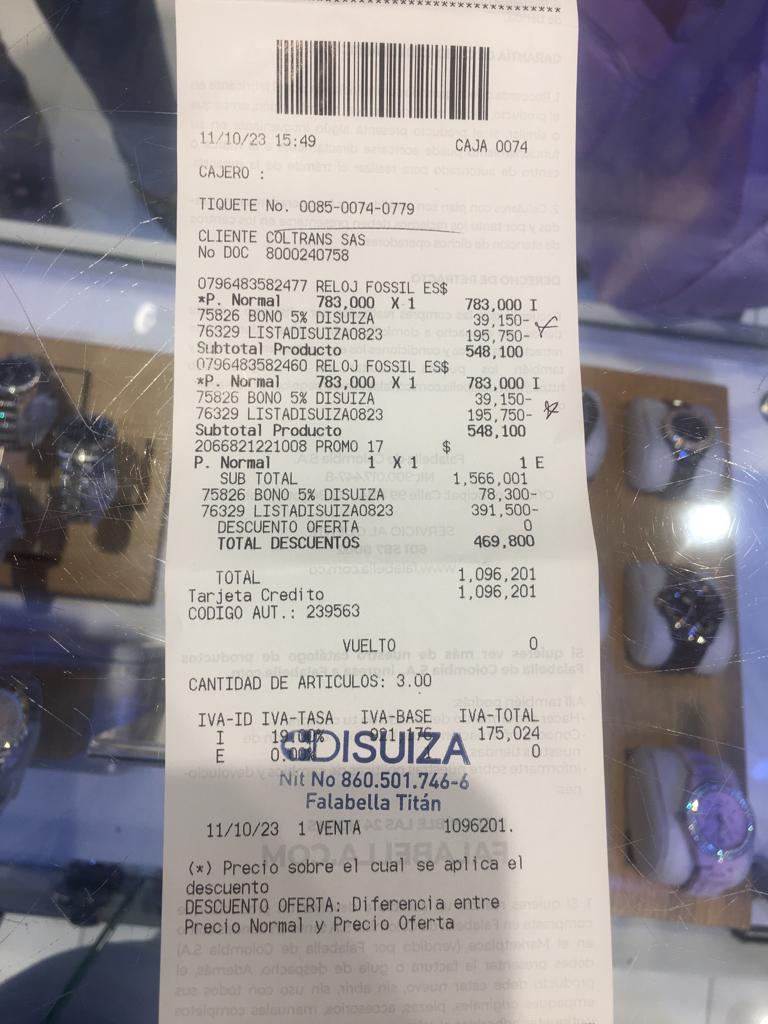 11/10/23 15:49 CAJA 0074
CAJERO :
TIQUETE No. 0085-0074-0779
CLIENTE COLTRANS SAS
No DOC 8000240758
0796483582477 RELOJ FOSSIL ES$
*P. Normal 783,000 X 1 783,000 I
75826 BONO 5% DISUIZA 39,150-
76329 LISTADISUIZA0823 195,750-
Subtotal Producto 548,100
0796483582460 RELOJ FOSSIL ES$
*P. Normal 783,000 X 1 783,000 I
75826 BONO 5% DISUIZA 39,150-
76329 LISTADISUIZA0823 195,750-
Subtotal Producto 548,100
2066821221008 PROMO 17 $
P. Normal 1 X 1 1 E
SUB TOTAL 1,566,001
75826 BONO 5% DISUIZA 78,300-
76329 LISTADISUIZA0823 391,500-
DESCUENTO OFERTA 0
TOTAL DESCUENTOS 469,800
TOTAL 1,096,201
Tarjeta Credito 1,096,201
CODIGO AUT.: 239563
VUELTO 0
CANTIDAD DE ARTICULOS: 3.00
IVA-ID IVA-TASA IVA-BASE IVA-TOTAL
I 19.00% 921,176 175,024
E 0.00% 0
DISUIZA
Nit No 860.501.746-6
Falabella Titán
11/10/23 1 VENTA 1096201.
(*) Precio sobre el cual se aplica el
descuento
DESCUENTO OFERTA: Diferencia entre
Precio Normal y Precio Oferta